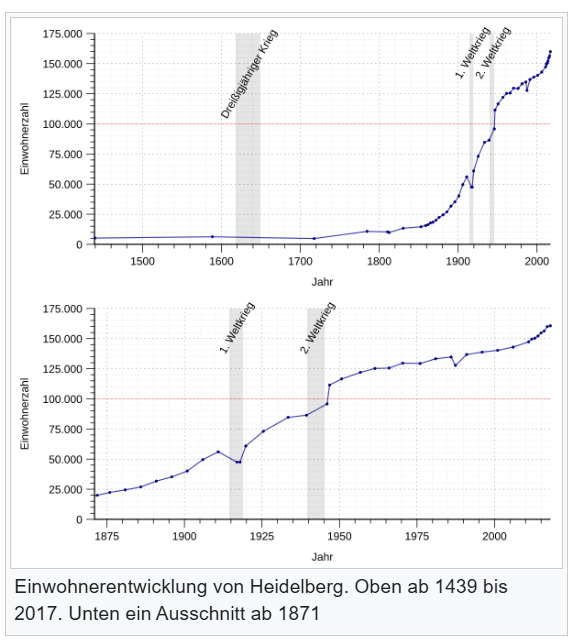 175.000
150.000
125.000
100.000
75.000
50.000
25.000
0
Einwohnerzahl
Dreißigjähriger Krieg
1. Weltkrieg
2. Weltkrieg
1500
1600
1700
1800
1900
2000
Jahr
175.000
150.000
125.000
100.000
75.000
50.000
25.000
0
Einwohnerzahl
1. Weltkrieg
2. Weltkrieg
1875
1900
1925
1950
1975
2000
Jahr
Einwohnerentwicklung von Heidelberg. Oben ab 1439 bis
2017. Unten ein Ausschnitt ab 1871